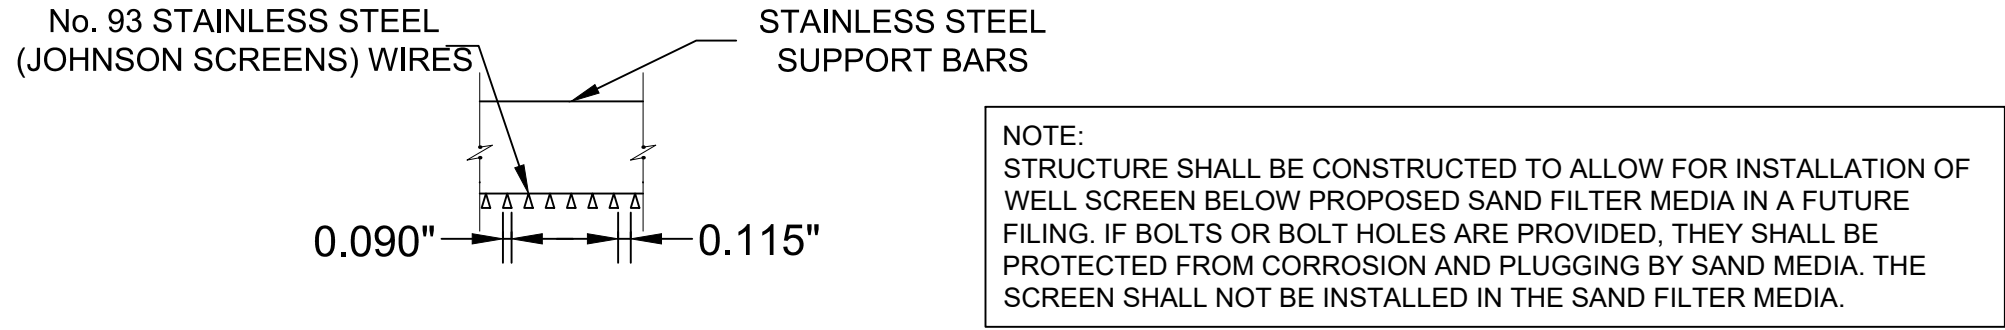 No. 93 STAINLESS STEEL
(JOHNSON SCREENS) WIRES
STAINLESS STEEL
SUPPORT BARS
0.090"
0.115"
NOTE:
STRUCTURE SHALL BE CONSTRUCTED TO ALLOW FOR INSTALLATION OF
WELL SCREEN BELOW PROPOSED SAND FILTER MEDIA IN A FUTURE
FILING. IF BOLTS OR BOLT HOLES ARE PROVIDED, THEY SHALL BE
PROTECTED FROM CORROSION AND PLUGGING BY SAND MEDIA. THE
SCREEN SHALL NOT BE INSTALLED IN THE SAND FILTER MEDIA.